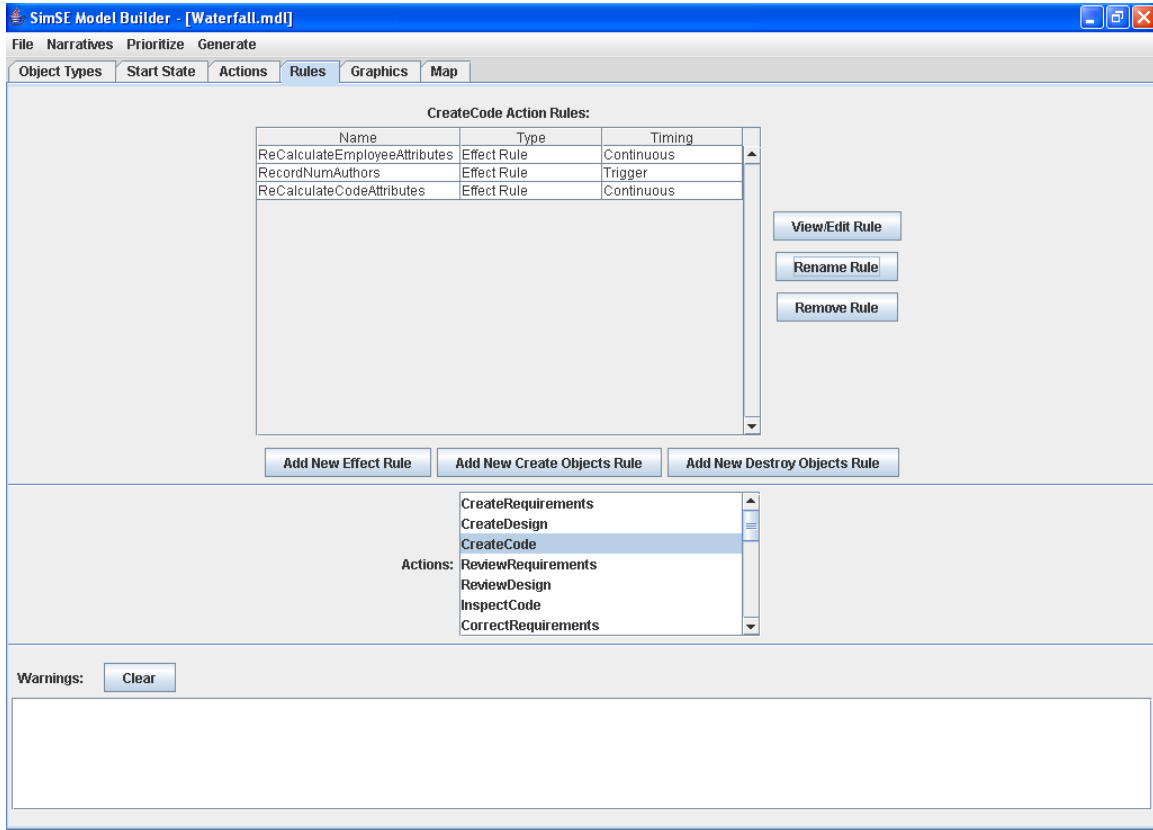 SimSE Model Builder - [Waterfall.mdl]
File Narratives Prioritize Generate
Object Types Start State Actions Rules Graphics Map
CreateCode Action Rules:
Name Type Timing
ReCalculateEmployeeAttributes Effect Rule Continuous
RecordNumAuthors Effect Rule Trigger
ReCalculateCodeAttributes Effect Rule Continuous
View/Edit Rule
Rename Rule
Remove Rule
Add New Effect Rule Add New Create Objects Rule Add New Destroy Objects Rule
CreateRequirements
CreateDesign
CreateCode
Actions: ReviewRequirements
ReviewDesign
InspectCode
CorrectRequirements
Warnings: Clear